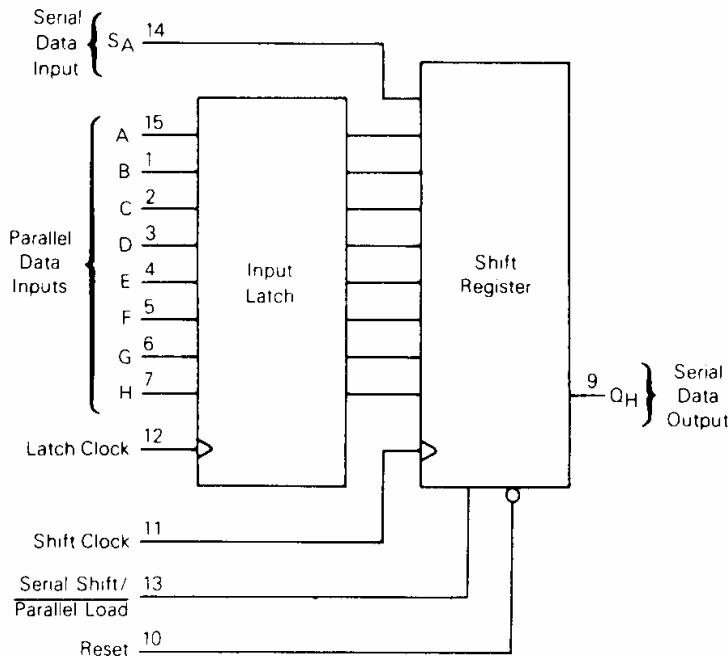 Serial
Data
Input
SA 14
A 15
B 1
C 2
D 3
E 4
F 5
G 6
H 7
Parallel
Data
Inputs
Input
Latch
Shift
Register
9 QH
Serial
Data
Output
Latch Clock 12
Shift Clock 11
Serial Shift/ 13
Parallel Load
Reset 10